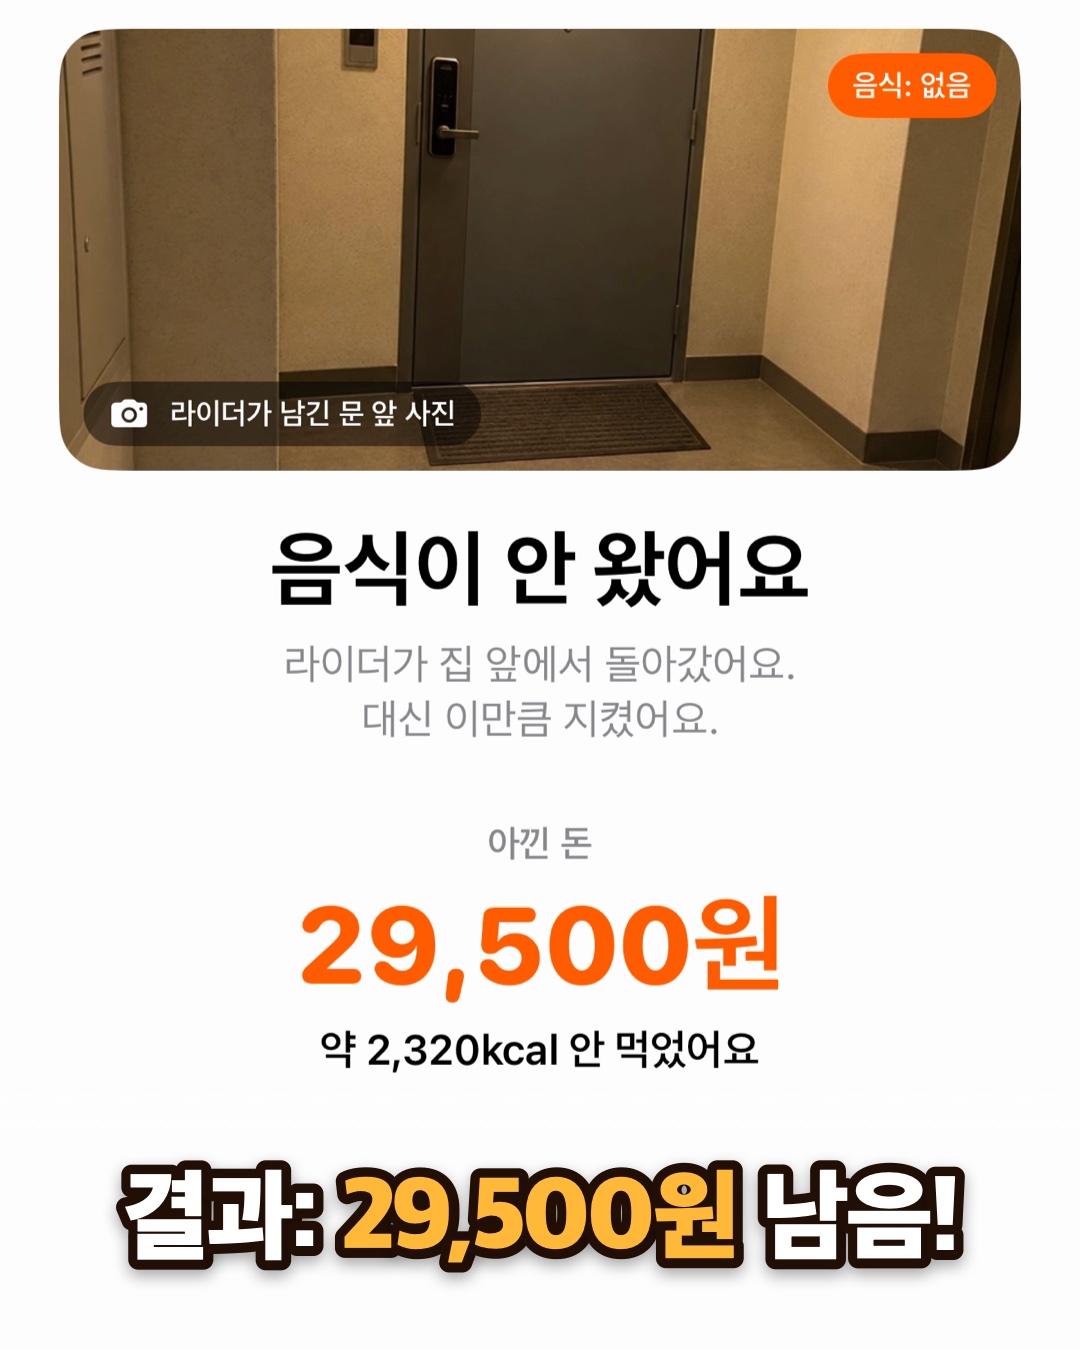 음식: 없음
라이더가 남긴 문 앞 사진
음식이 안 왔어요
라이더가 집 앞에서 돌아갔어요.
대신 이만큼 지켰어요.
아낀 돈
29,500원
약 2,320kcal 안 먹었어요
결과: 29,500원 남음!